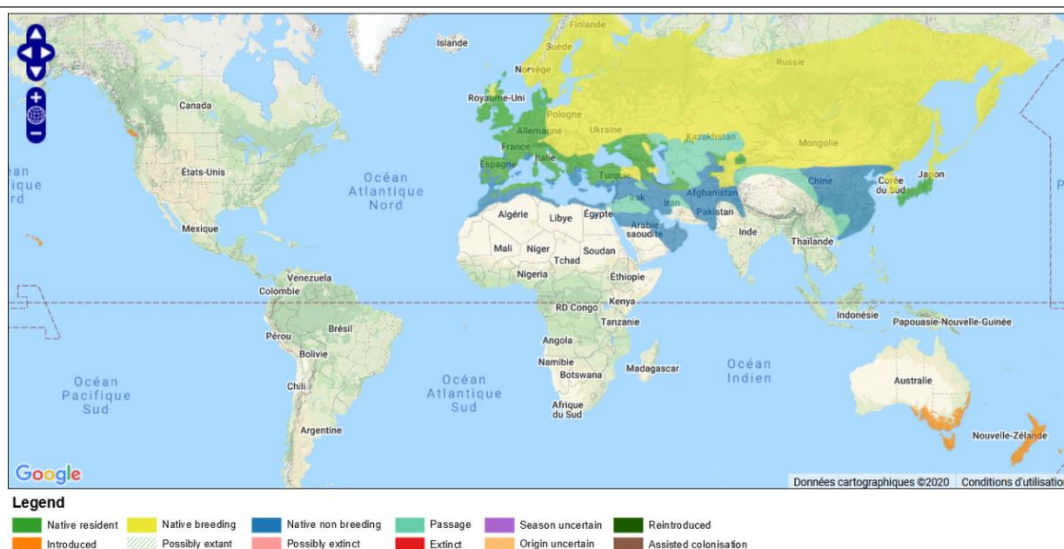 Finlande
Islande
Suède
Russie
Norvège
Canada
Royaume-Uni
Pologne
Allemagne
Ukraine
Kazakhstan
Mongolie
France
Italie
États-Unis
Espagne
Turquie
Corée
du Sud
Japon
Chine
Océan
Atlantique
Nord
Afghanistan
Irak
Iran
Pakistan
Algérie
Libye
Égypte
Arabie
saoudite
Inde
Mexique
Mali
Niger
Soudan
Thaïlande
Tchad
Nigeria
Éthiopie
Venezuela
Colombie
Kenya
RD Congo
Tanzanie
Indonésie
Papouasie-Nouvelle-Guinée
Pérou
Brésil
Angola
Bolivie
Namibie
Botswana
Madagascar
Océan
Indien
Océan
Pacifique
Sud
Océan
Atlantique
Sud
Chili
Australie
Afrique
du Sud
Argentine
Nouvelle-Zélande
Google
Données cartographiques ©2020 Conditions d'utilisation
Legend
Native resident Native breeding Native non breeding Passage Season uncertain Reintroduced
Introduced Possibly extant Possibly extinct Extinct Origin uncertain Assisted colonisation